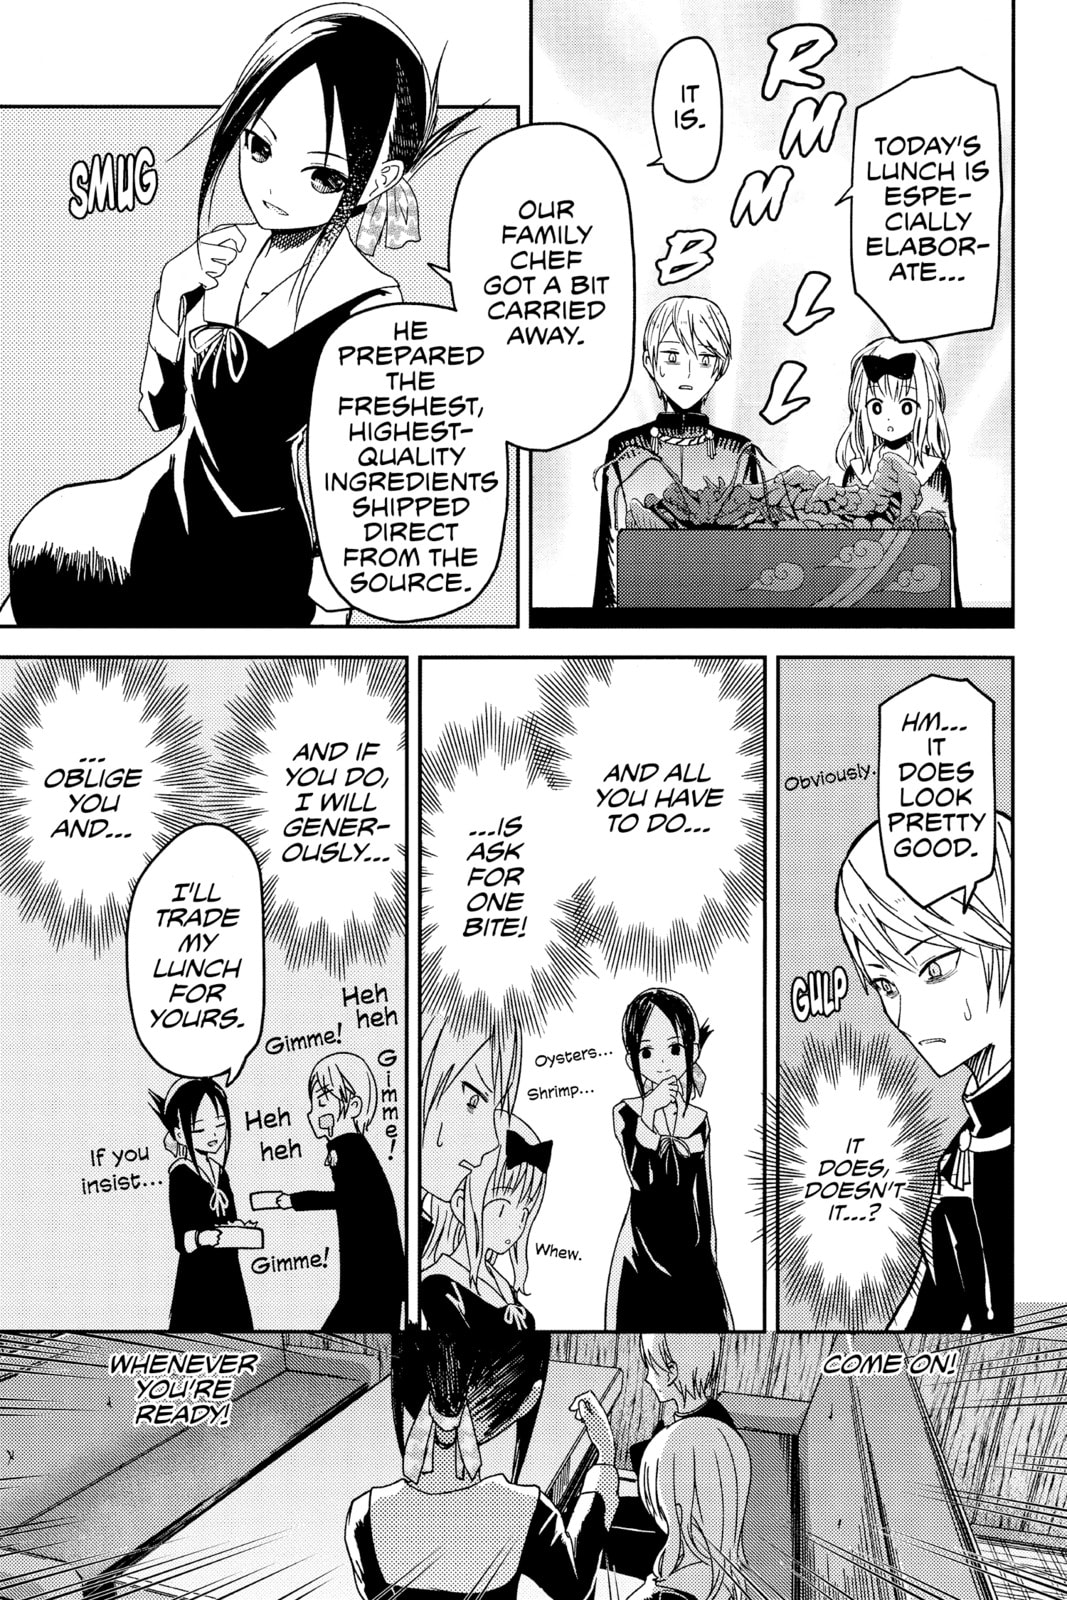 TODAY'S
LUNCH IS
ESPE-
CIALLY
ELABOR-
ATE...
RMMBLL
IT
IS.
OUR
FAMILY
CHEF
GOT A BIT
CARRIED
AWAY.
HE
PREPARED
THE
FRESHEST,
HIGHEST-
QUALITY
INGREDIENTS
SHIPPED
DIRECT
FROM THE
SOURCE.
SMUG
HM...
IT
DOES
LOOK
PRETTY
GOOD.
Obviously.
GULP
IT
DOES,
DOESN'T
IT...?
AND ALL
YOU HAVE
TO DO...
...IS
ASK
FOR
ONE
BITE!
Oysters...
Shrimp...
Whew.
AND IF
YOU DO,
I WILL
GENER-
OUSLY...
...
OBLIGE
YOU
AND...
I'LL
TRADE
MY
LUNCH
FOR
YOURS.
Heh
heh
Gimme!
Gimme!
Heh
heh
If you
insist...
Gimme!
COME ON!
WHENEVER
YOU'RE
READY!